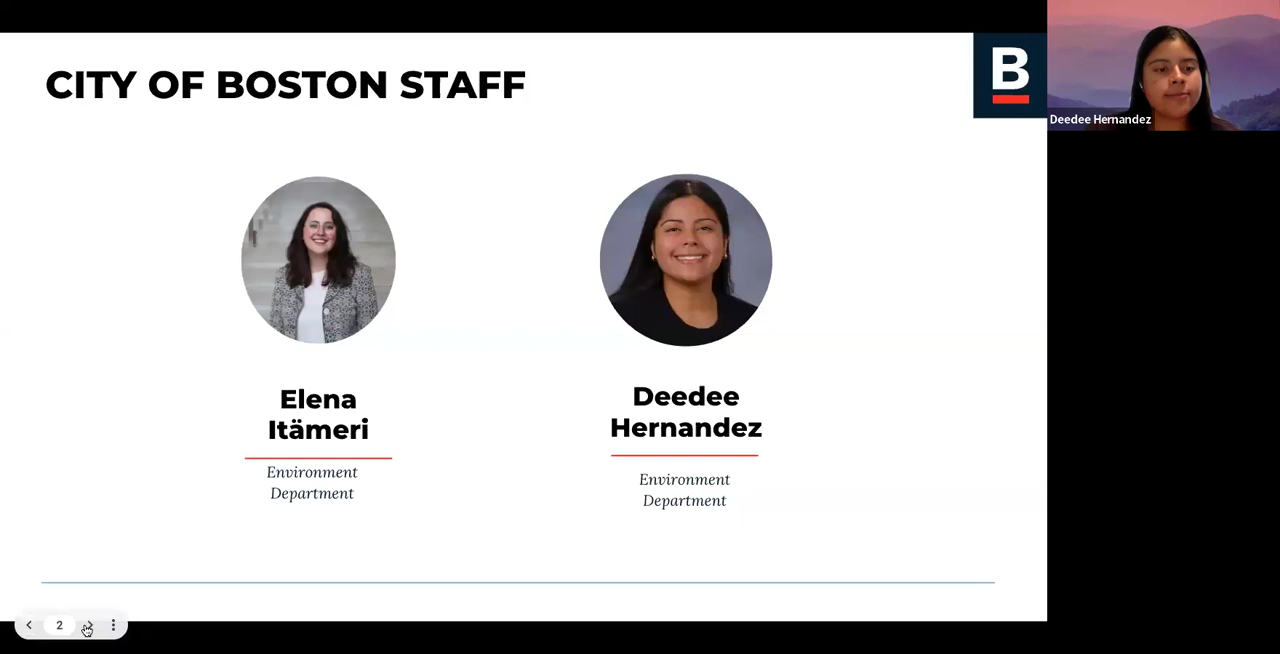 CITY OF BOSTON STAFF
B
Deedee Hernandez
Elena
Itämeri
Environment
Department
Deedee
Hernandez
Environment
Department
2